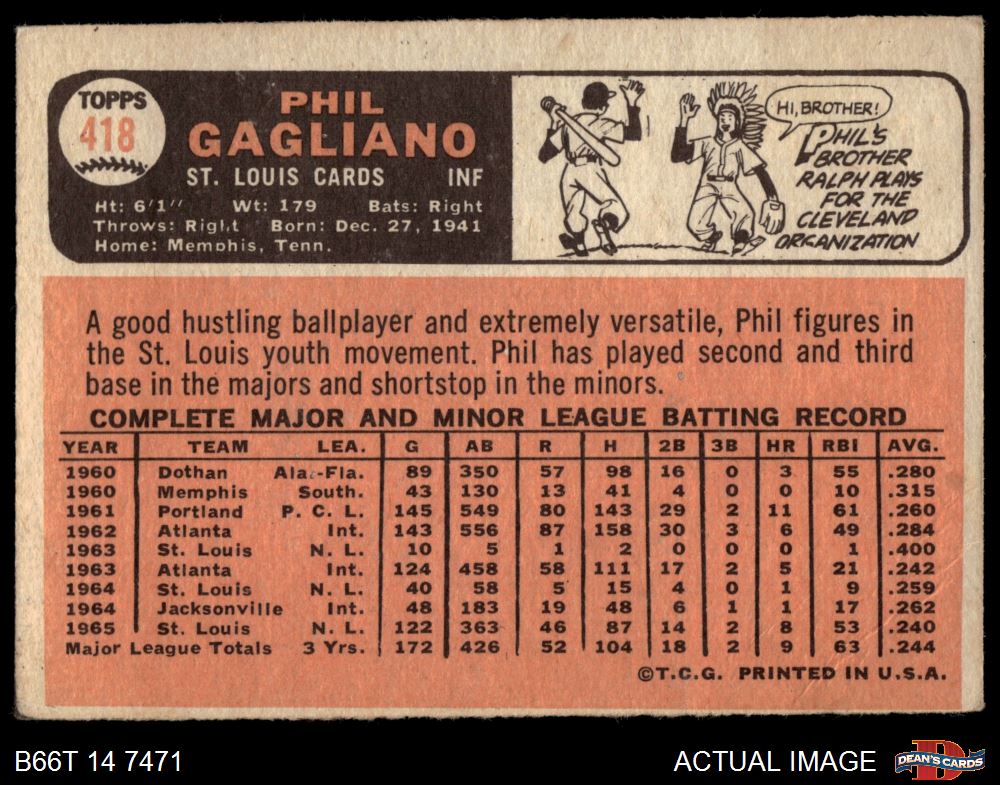 TOPPS
418
PHIL
GAGLIANO
ST. LOUIS CARDS INF
Ht: 6'1" Wt: 179 Bats: Right
Throws: Right Born: Dec. 27, 1941
Home: Memphis, Tenn.
HI, BROTHER!
PHIL'S
BROTHER
RALPH PLAYS
FOR THE
CLEVELAND
ORGANIZATION
A good hustling ballplayer and extremely versatile, Phil figures in
the St. Louis youth movement. Phil has played second and third
base in the majors and shortstop in the minors.
COMPLETE MAJOR AND MINOR LEAGUE BATTING RECORD
YEAR TEAM LEA. G AB R H 2B 3B HR RBI AVG.
1960 Dothan Ala.-Fla. 89 350 57 98 16 0 3 55 .280
1960 Memphis South. 43 130 13 41 4 0 0 10 .315
1961 Portland P. C. L. 145 549 80 143 29 2 11 61 .260
1962 Atlanta Int. 143 556 87 158 30 3 6 49 .284
1963 St. Louis N. L. 10 5 1 2 0 0 0 1 .400
1963 Atlanta Int. 124 458 58 111 17 2 5 21 .242
1964 St. Louis N. L. 40 58 5 15 4 0 1 9 .259
1964 Jacksonville Int. 48 183 19 48 6 1 1 17 .262
1965 St. Louis N. L. 122 363 46 87 14 2 8 53 .240
Major League Totals 3 Yrs. 172 426 52 104 18 2 9 63 .244
©T.C.G. PRINTED IN U.S.A.
B66T 14 7471
ACTUAL IMAGE
D
DEAN'S CARDS